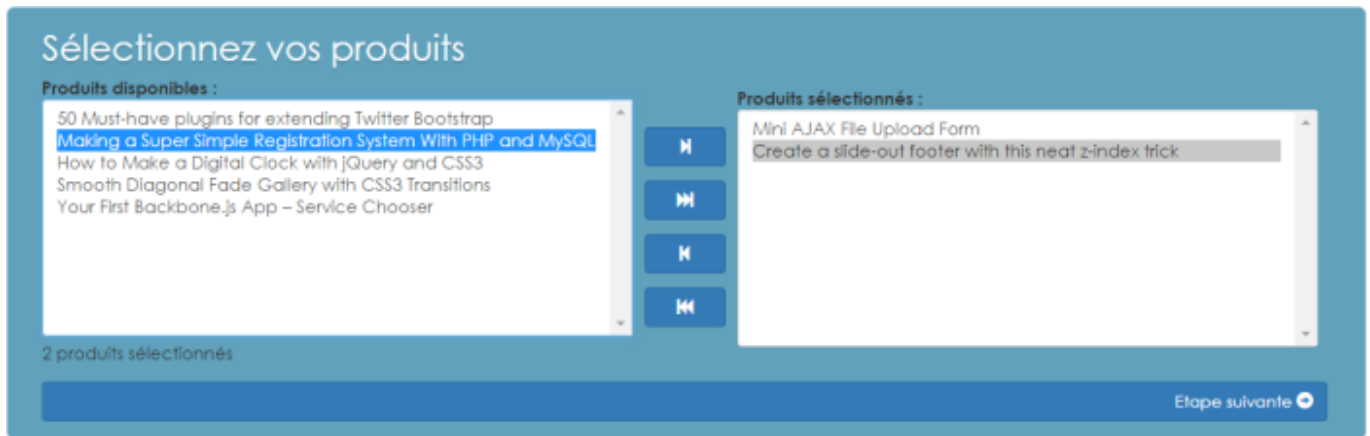 Sélectionnez vos produits
Produits disponibles :
50 Must-have plugins for extending Twitter Bootstrap
Making a Super Simple Registration System With PHP and MySQL
How to Make a Digital Clock with jQuery and CSS3
Smooth Diagonal Fade Gallery with CSS3 Transitions
Your First Backbone.js App – Service Chooser
2 produits sélectionnés
Produits sélectionnés :
Mini AJAX File Upload Form
Create a slide-out footer with this neat z-index trick
Etape suivante